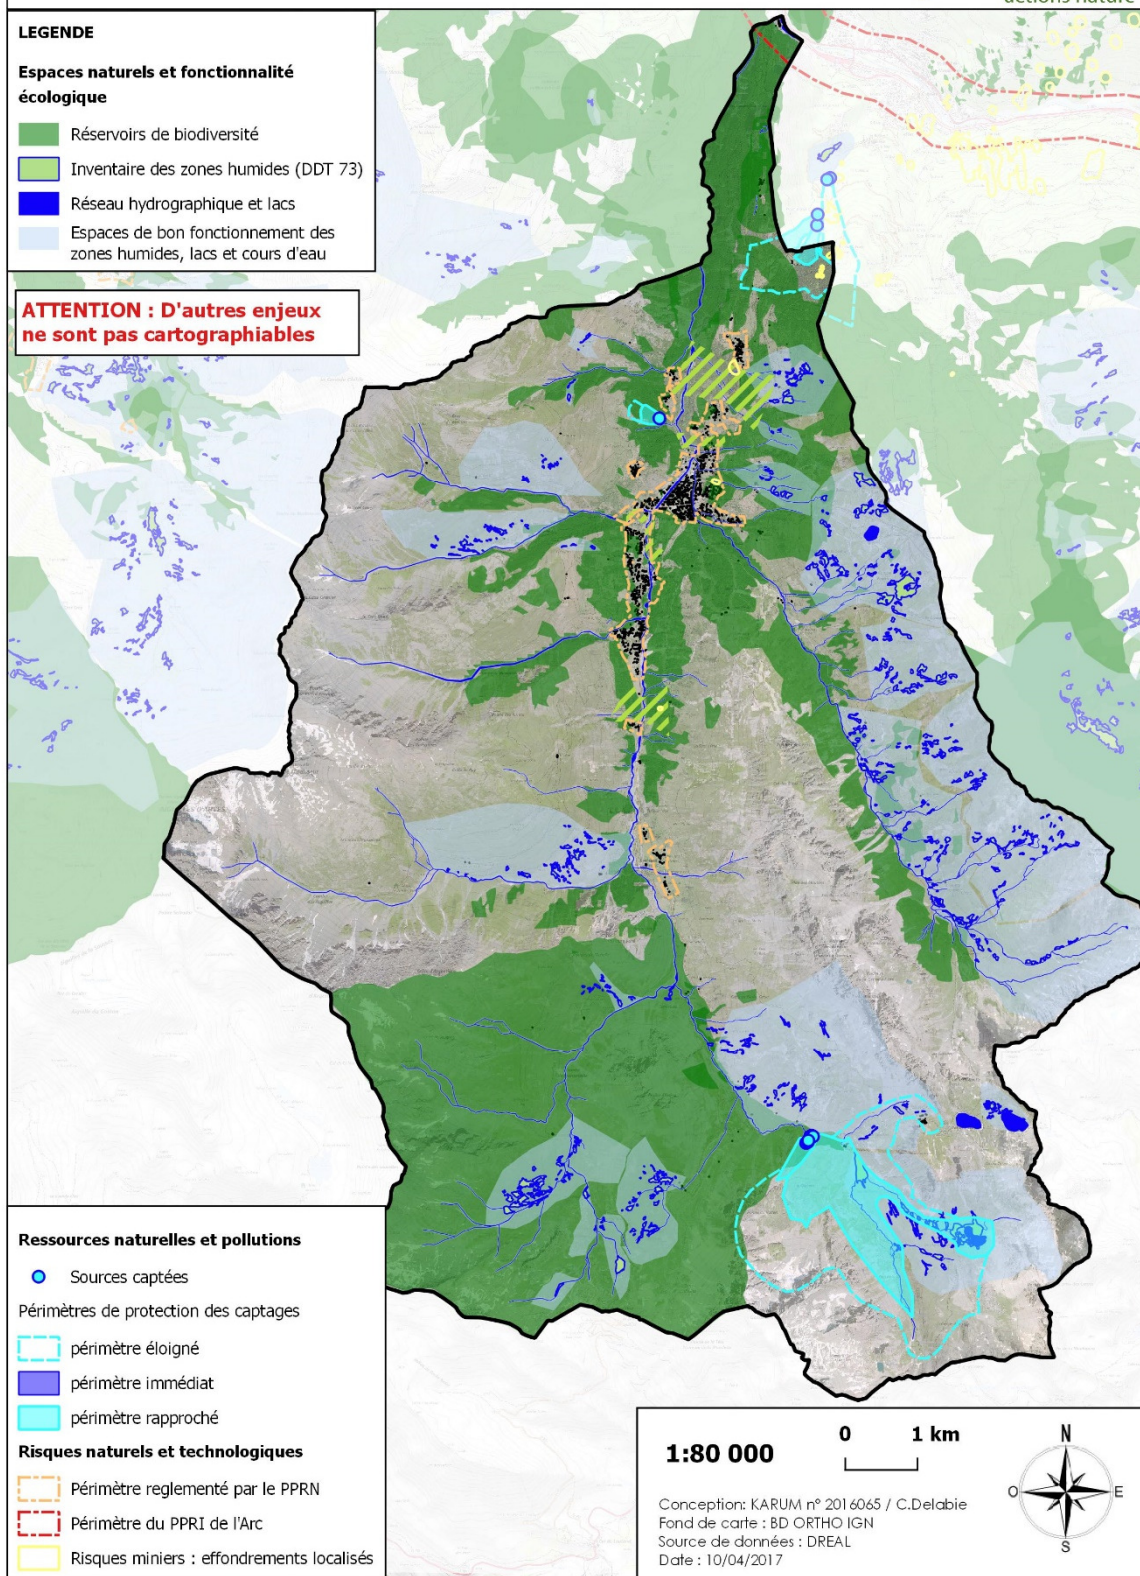 actions nature
LEGENDE
Espaces naturels et fonctionnalité
écologique
Réservoirs de biodiversité
Inventaire des zones humides (DDT 73)
Réseau hydrographique et lacs
Espaces de bon fonctionnement des
zones humides, lacs et cours d'eau
ATTENTION : D'autres enjeux
ne sont pas cartographiables
Ressources naturelles et pollutions
Sources captées
Périmètres de protection des captages
périmètre éloigné
périmètre immédiat
périmètre rapproché
Risques naturels et technologiques
Périmètre reglementé par le PPRN
Périmètre du PPRI de l'Arc
Risques miniers : effondrements localisés
1:80 000
0 1 km
Conception: KARUM n° 2016065 / C.Delabie
Fond de carte : BD ORTHO IGN
Source de données : DREAL
Date : 10/04/2017
N
O
E
S